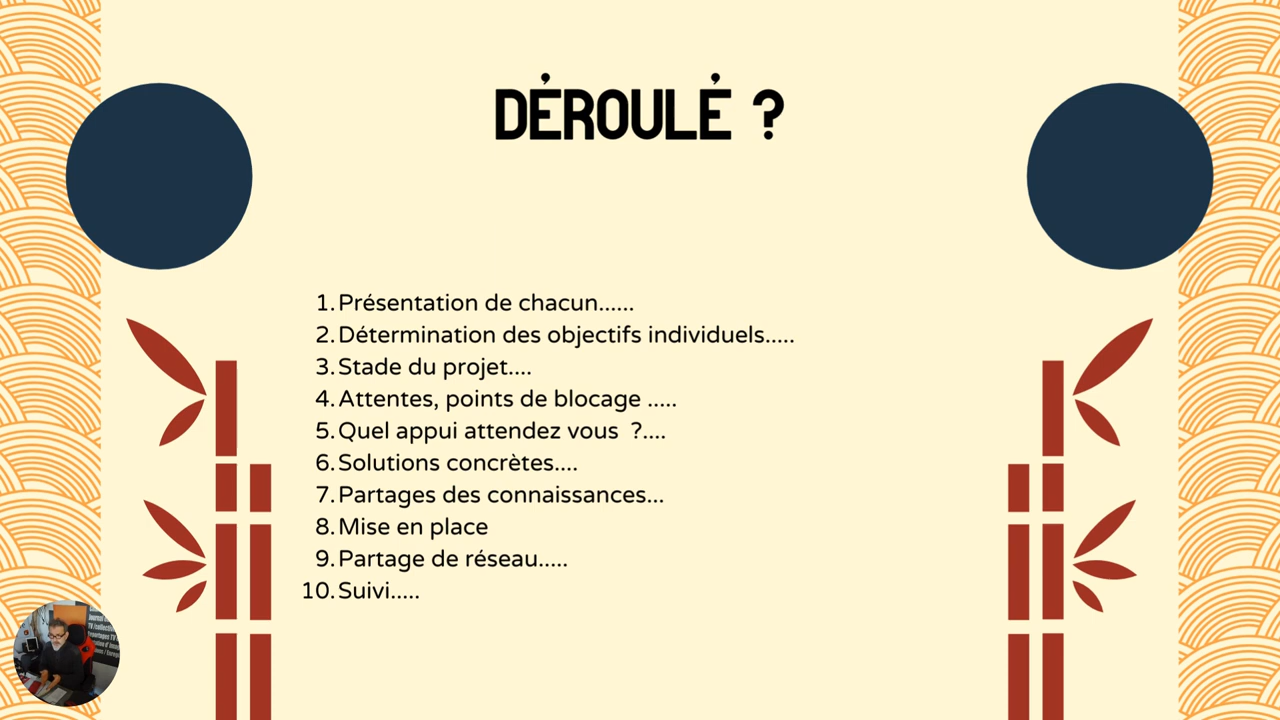 DÉROULÉ ?
1. Présentation de chacun......
2. Détermination des objectifs individuels.....
3. Stade du projet....
4. Attentes, points de blocage .....
5. Quel appui attendez vous  ?....
6. Solutions concrètes....
7. Partages des connaissances...
8. Mise en place
9. Partage de réseau.....
10. Suivi.....